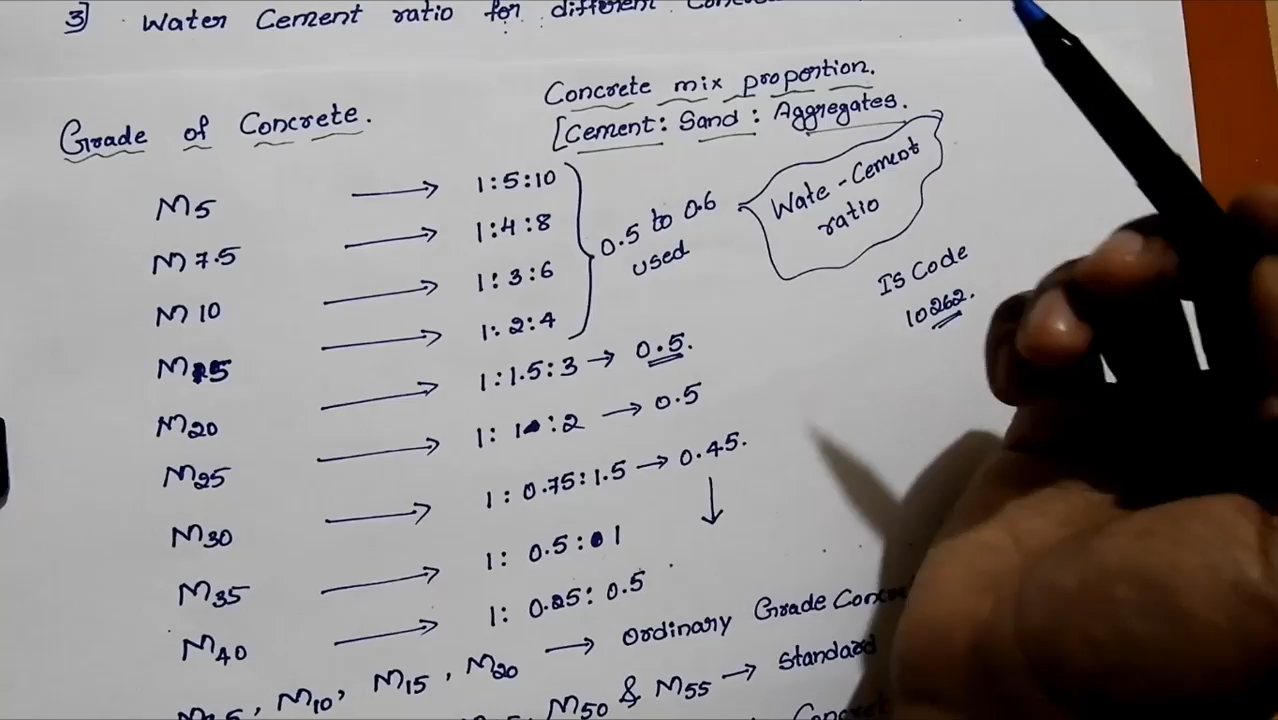 3] Water Cement ratio for different
Grade of Concrete.
Concrete mix proportion.
[Cement: Sand: Aggregates.
M5 → 1:5:10
M7.5 → 1:4:8
M10 → 1:3:6
M15 → 1:2:4
0.5 to 0.6
used
Wate-Cement
ratio
IS Code
10262.
M20 → 1:1.5:3 → 0.5.
M25 → 1:1:2 → 0.5
M30 → 1:0.75:1.5 → 0.45.
↓
M35 → 1:0.5:1
M40 → 1:0.25:0.5
M10, M15, M20 → Ordinary Grade
M50 & M55 → Standard